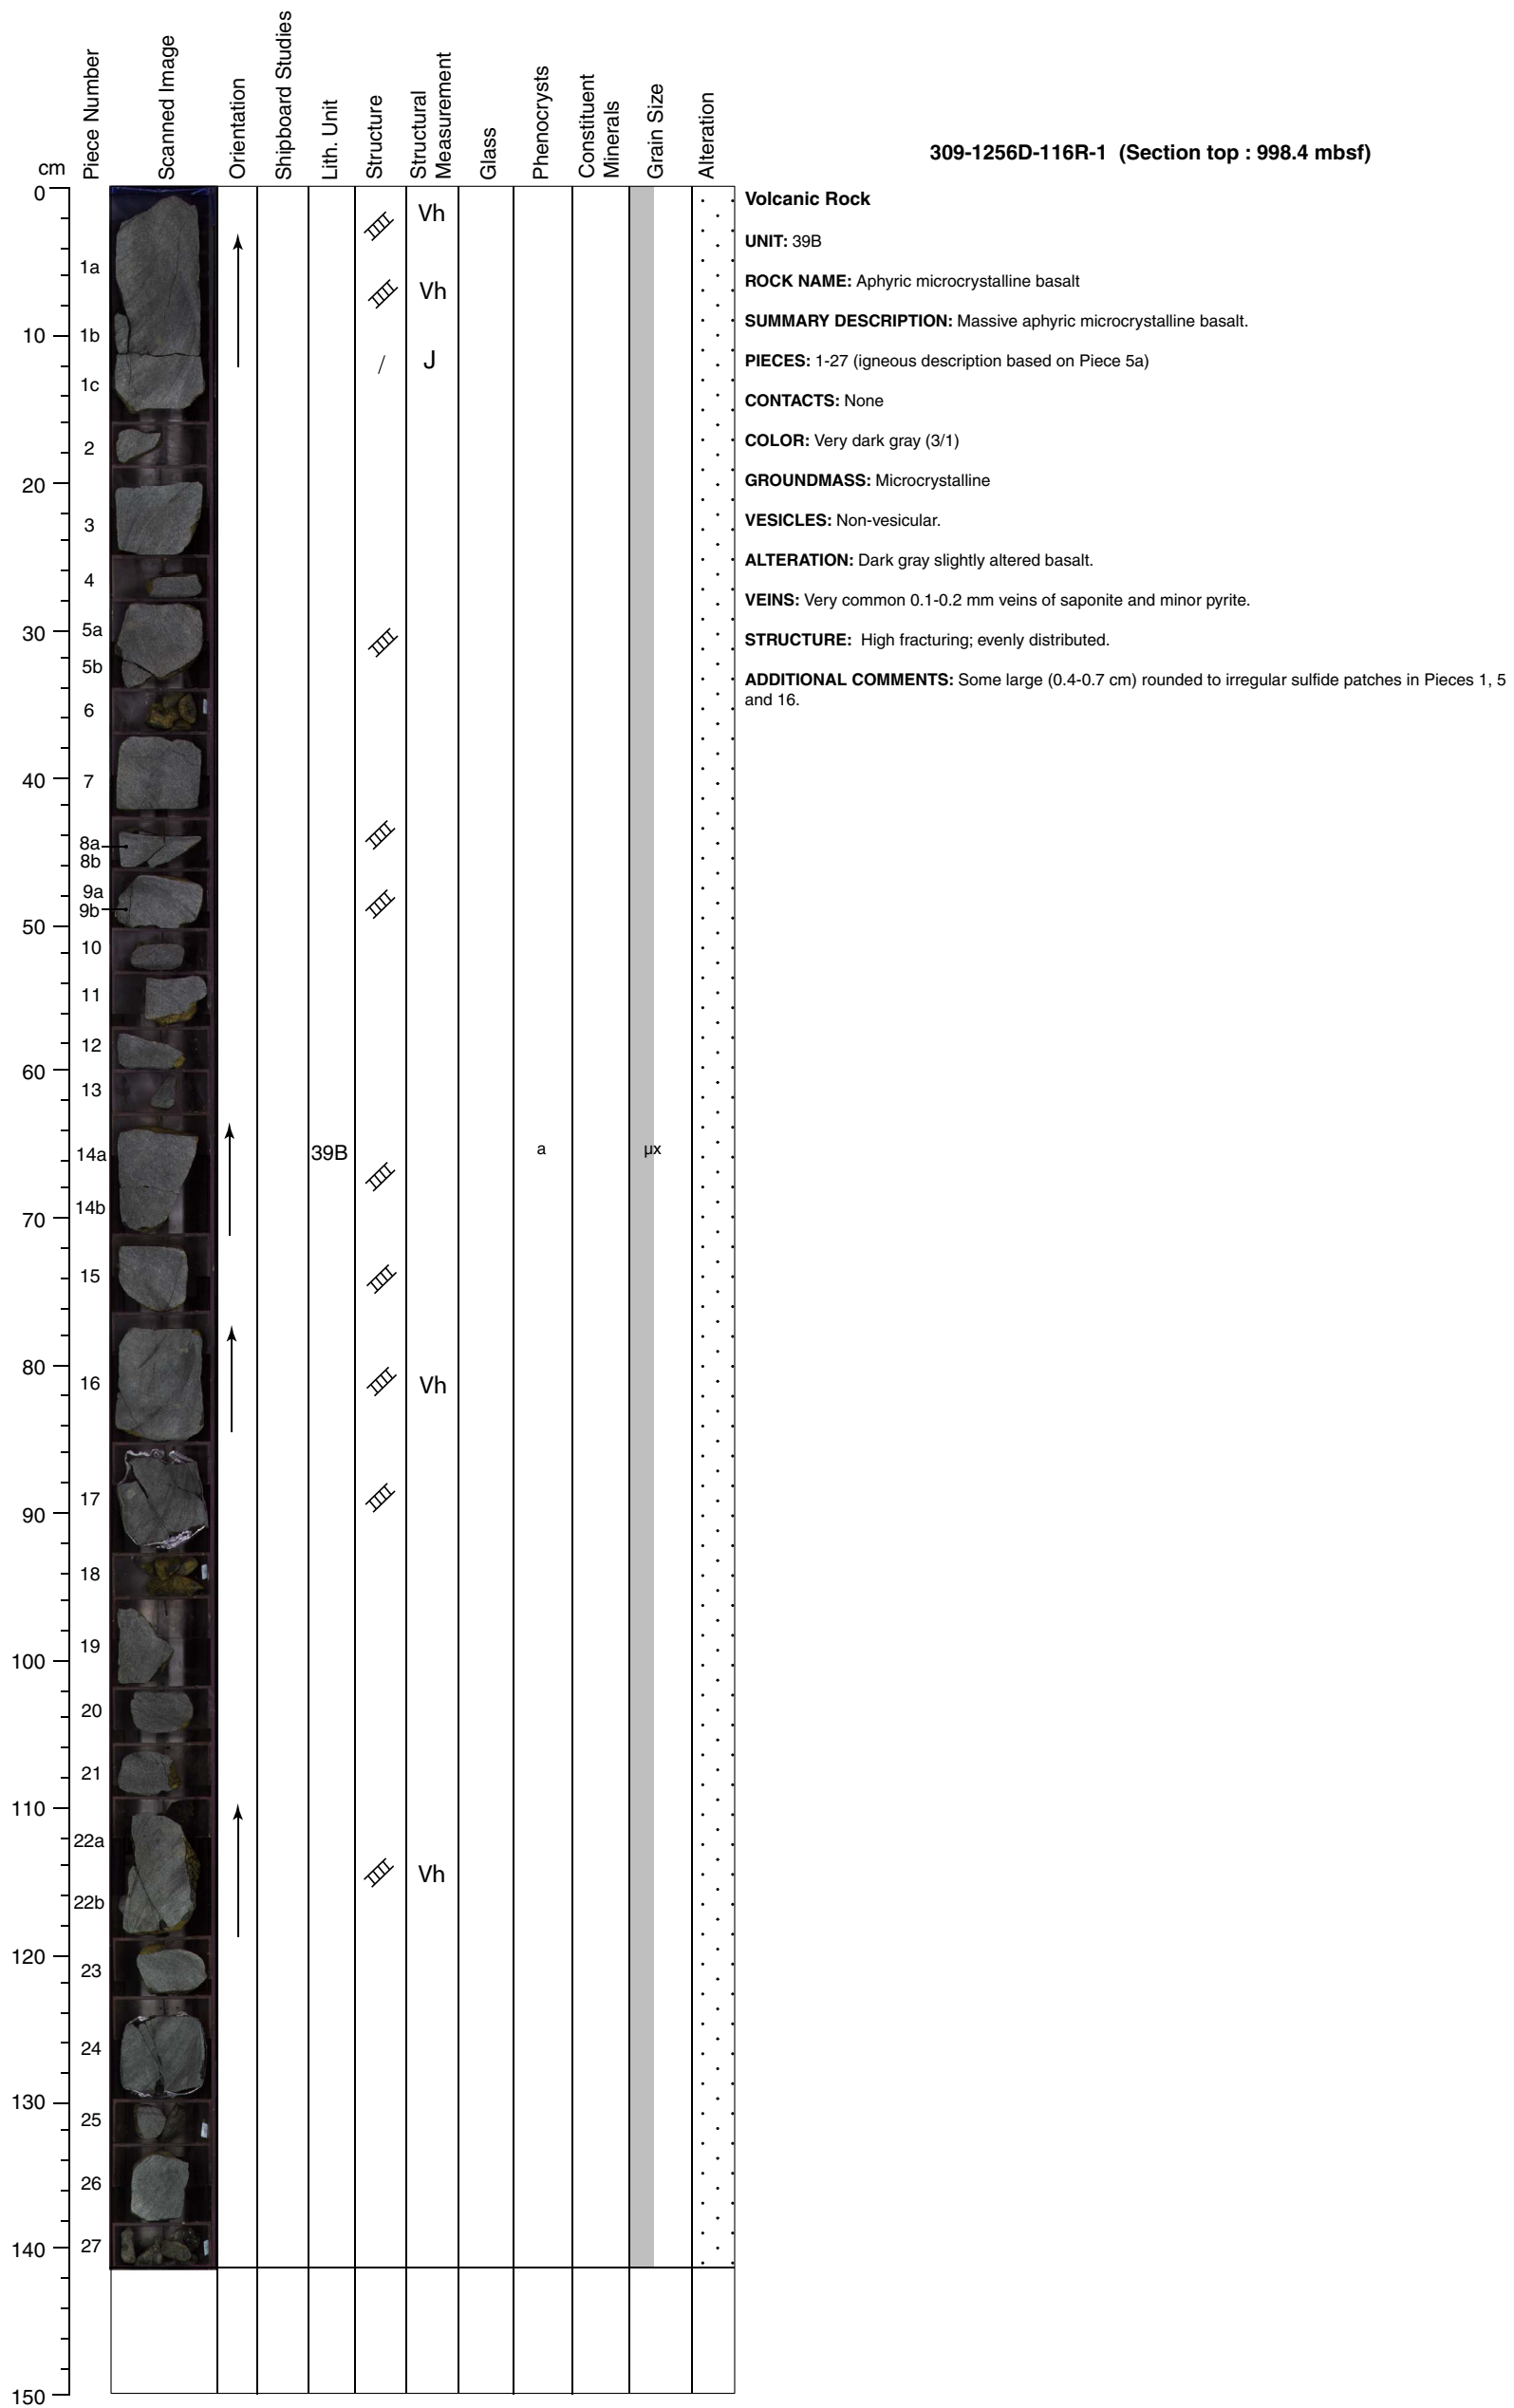 cm
Piece Number
Scanned Image
Orientation
Shipboard Studies
Lith. Unit
Structure
Structural
Measurement
Glass
Phenocrysts
Constituent
Minerals
Grain Size
Alteration
309-1256D-116R-1 (Section top : 998.4 mbsf)
Volcanic Rock
UNIT: 39B
ROCK NAME: Aphyric microcrystalline basalt
SUMMARY DESCRIPTION: Massive aphyric microcrystalline basalt.
PIECES: 1-27 (igneous description based on Piece 5a)
CONTACTS: None
COLOR: Very dark gray (3/1)
GROUNDMASS: Microcrystalline
VESICLES: Non-vesicular.
ALTERATION: Dark gray slightly altered basalt.
VEINS: Very common 0.1-0.2 mm veins of saponite and minor pyrite.
STRUCTURE: High fracturing; evenly distributed.
ADDITIONAL COMMENTS: Some large (0.4-0.7 cm) rounded to irregular sulfide patches in Pieces 1, 5
and 16.
0
10
20
30
40
50
60
70
80
90
100
110
120
130
140
150
1a
1b
1c
2
3
4
5a
5b
6
7
8a
8b
9a
9b
10
11
12
13
14a
14b
15
16
17
18
19
20
21
22a
22b
23
24
25
26
27
39B
Vh
Vh
J
Vh
Vh
a
µx